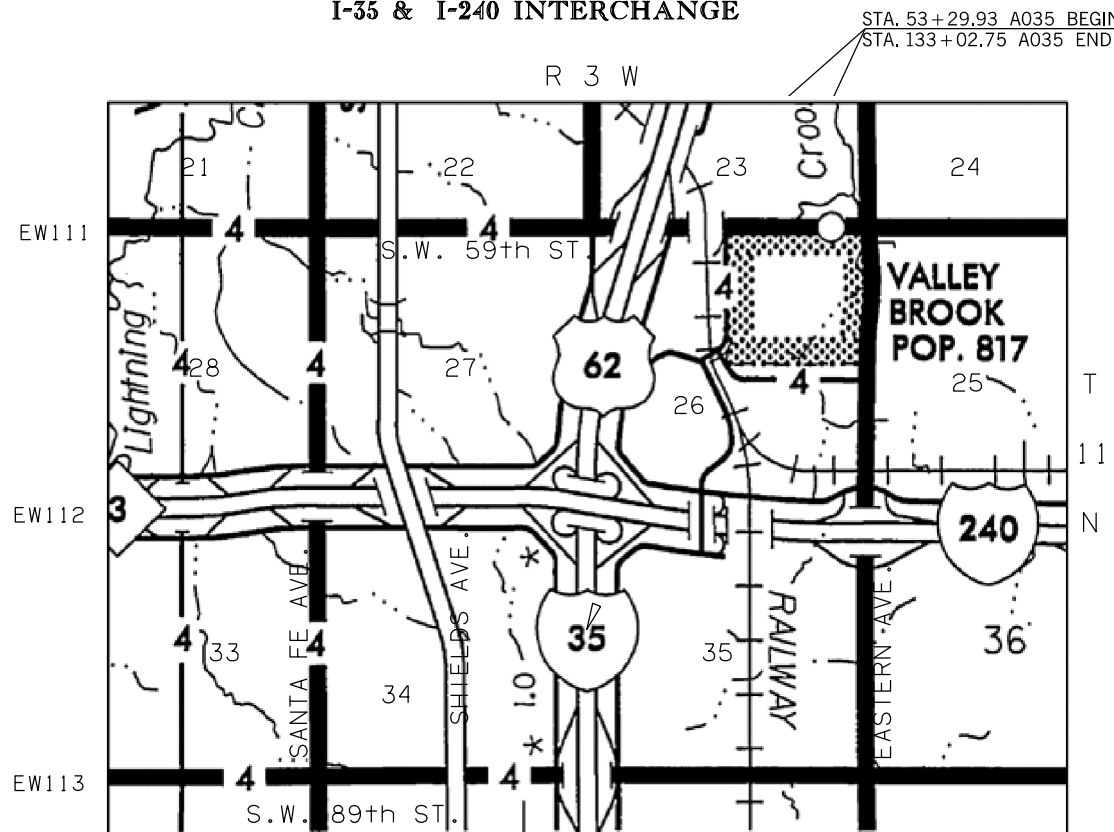 I-35 & I-240 INTERCHANGE
STA. 53+29.93 A035 BEGIN
STA. 133+02.75 A035 END
R 3 W
21
22
23
Croo
24
EW111
4
4
S.W. 59th ST.
4
VALLEY
BROOK
POP. 817
Lightning
4
28
4
27
62
26
4
25
T
11
N
EW112
3
240
SANTA FE AVE.
SHIELDS AVE.
* 1.0 *
35
RAILWAY
EASTERN AVE.
36
4
33
4
34
35
EW113
4
4
S.W. 89th ST.